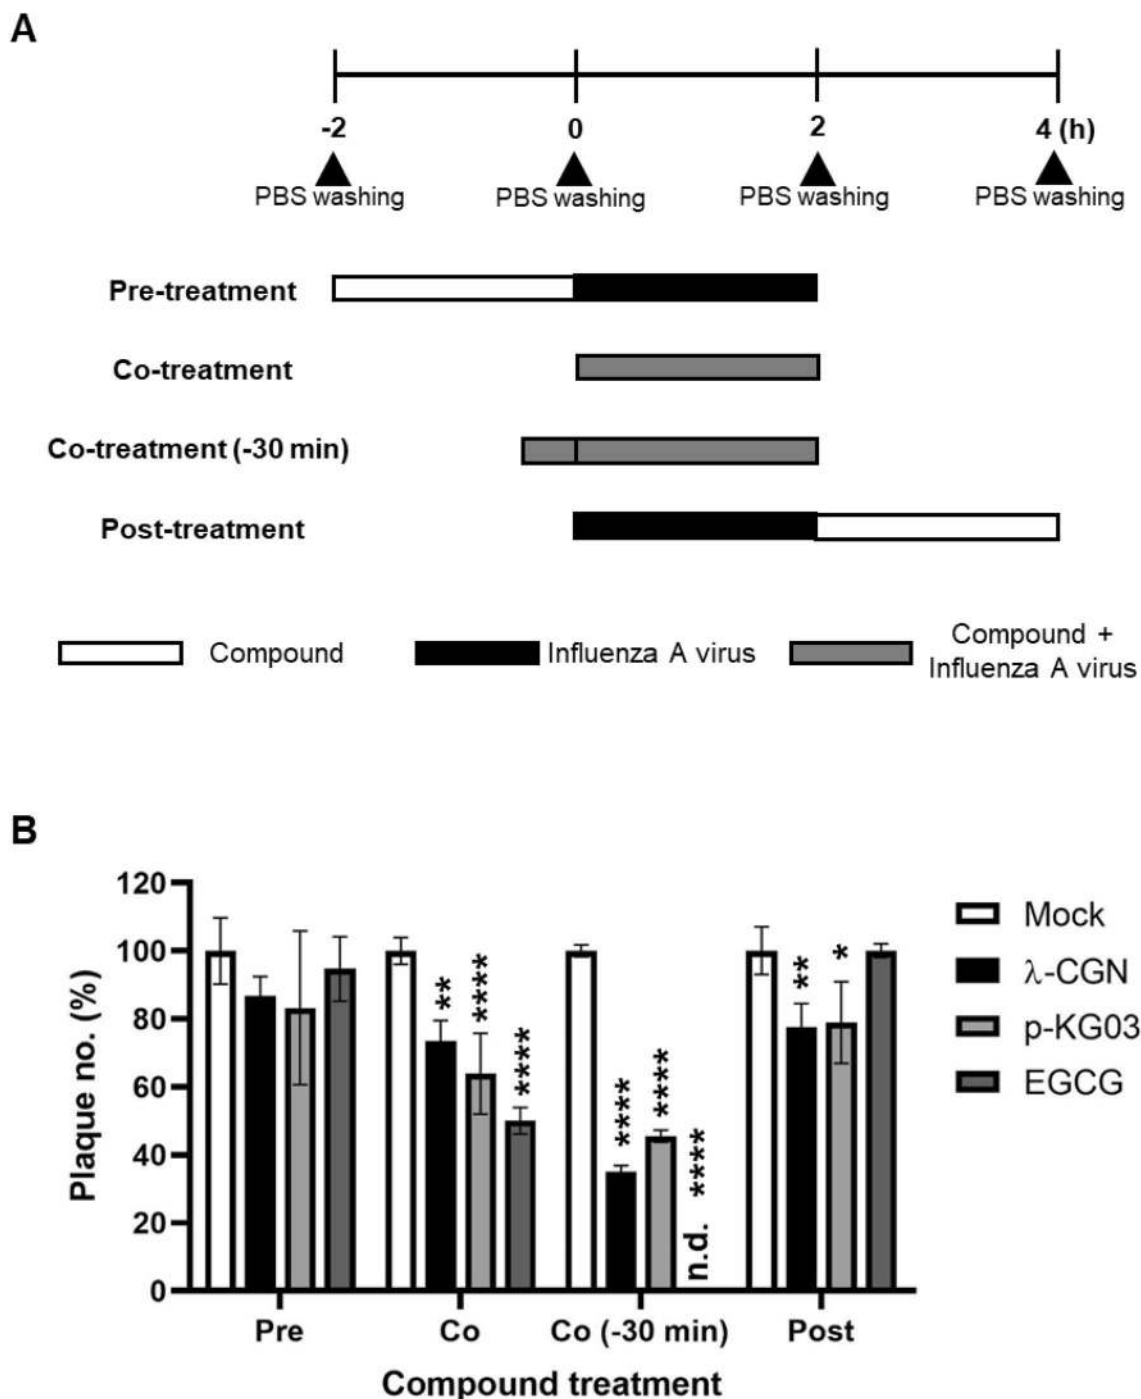 A
-2 0 2 4 (h)
PBS washing PBS washing PBS washing PBS washing
Pre-treatment
Co-treatment
Co-treatment (-30 min)
Post-treatment
Compound
Influenza A virus
Compound +
Influenza A virus
B
Plaque no. (%)
120
100
80
60
40
20
0
**
****
****
****
****
n.d. ****
**
*
Pre Co Co (-30 min) Post
Compound treatment
Mock
λ-CGN
p-KG03
EGCG